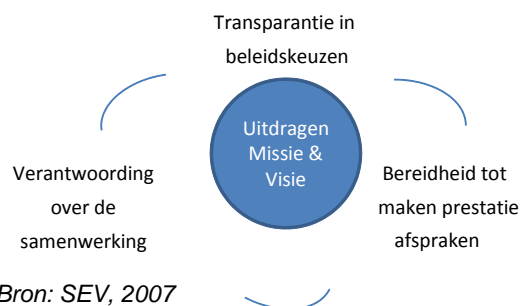 Transparantie in
beleidskeuzen
Uitdragen
Missie &
Visie
Verantwoording
over de
samenwerking
Bereidheid tot
maken prestatie
afspraken
Bron: SEV, 2007